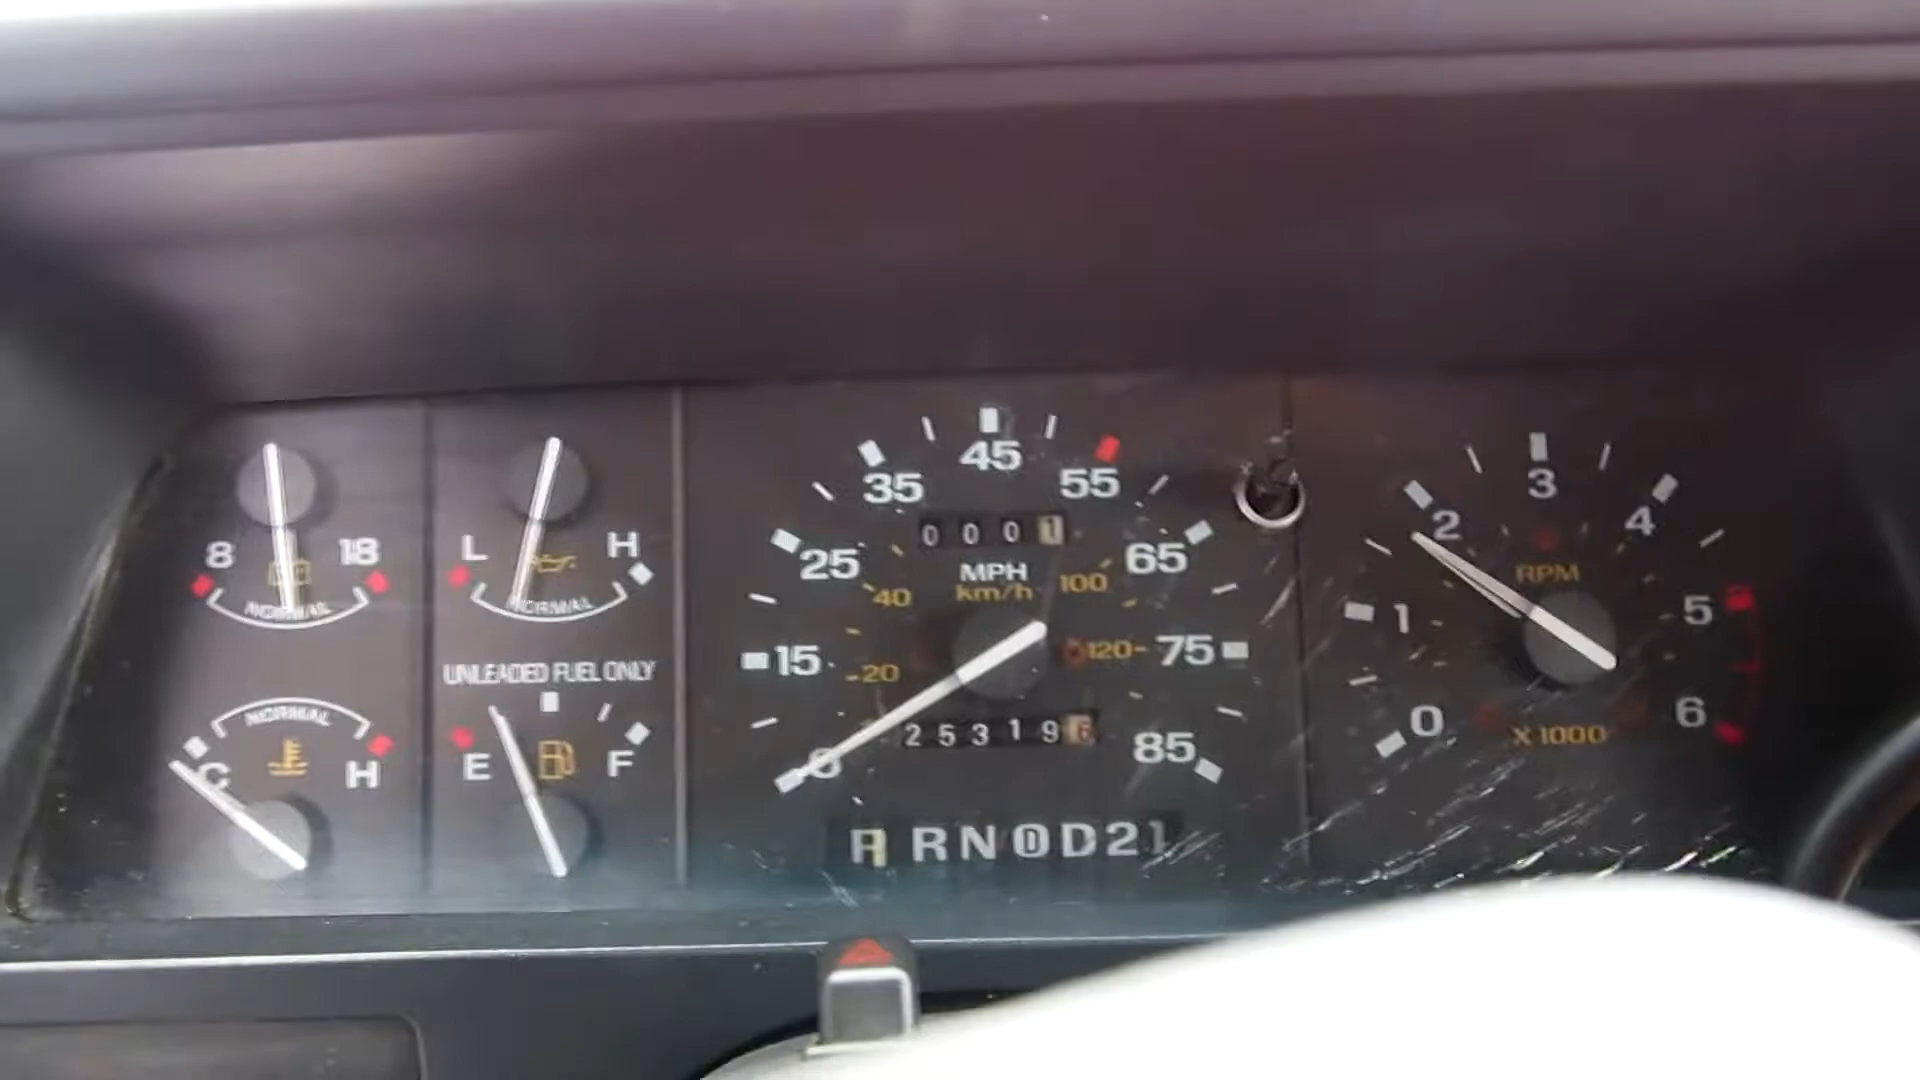 8 18
NORMAL
L H
NORMAL
UNLEADED FUEL ONLY
NORMAL
C H
E F
0 15 25 35 45 55 65 75 85
0001
MPH
km/h
20 40 100 120
253196
PRN0D21
0 1 2 3 4 5 6
RPM
X1000